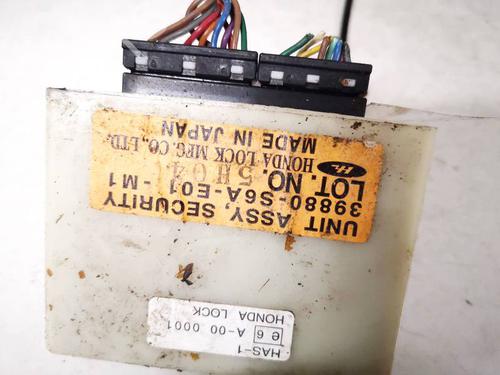 UNIT ASSY, SECURITY
39880-S6A-E01 -M1
LOT. NO. 5H04
HL HONDA LOCK MFG. CO. LTD.
MADE IN JAPAN
HAS-1
e6 A-00 0001
HONDA LOCK